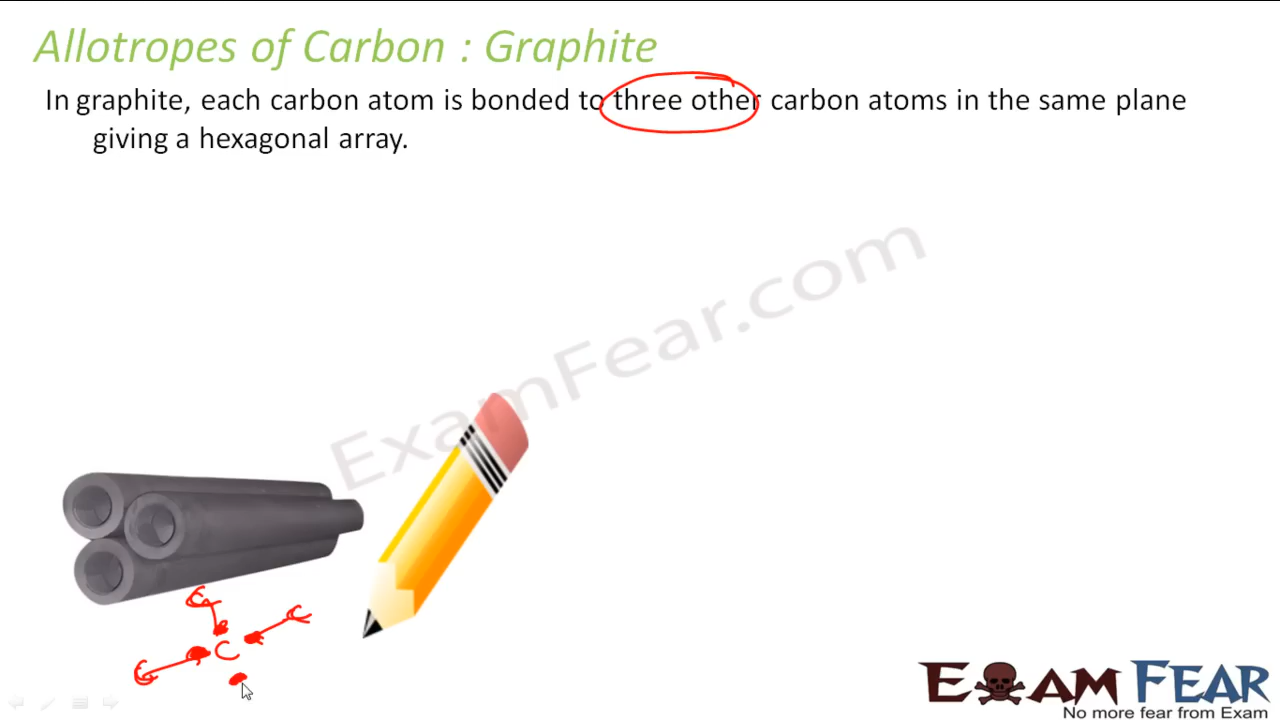 Allotropes of Carbon : Graphite
In graphite, each carbon atom is bonded to three other carbon atoms in the same plane
giving a hexagonal array.
ExamFear.com
C
C
C
C
EXAM FEAR
No more fear from Exam